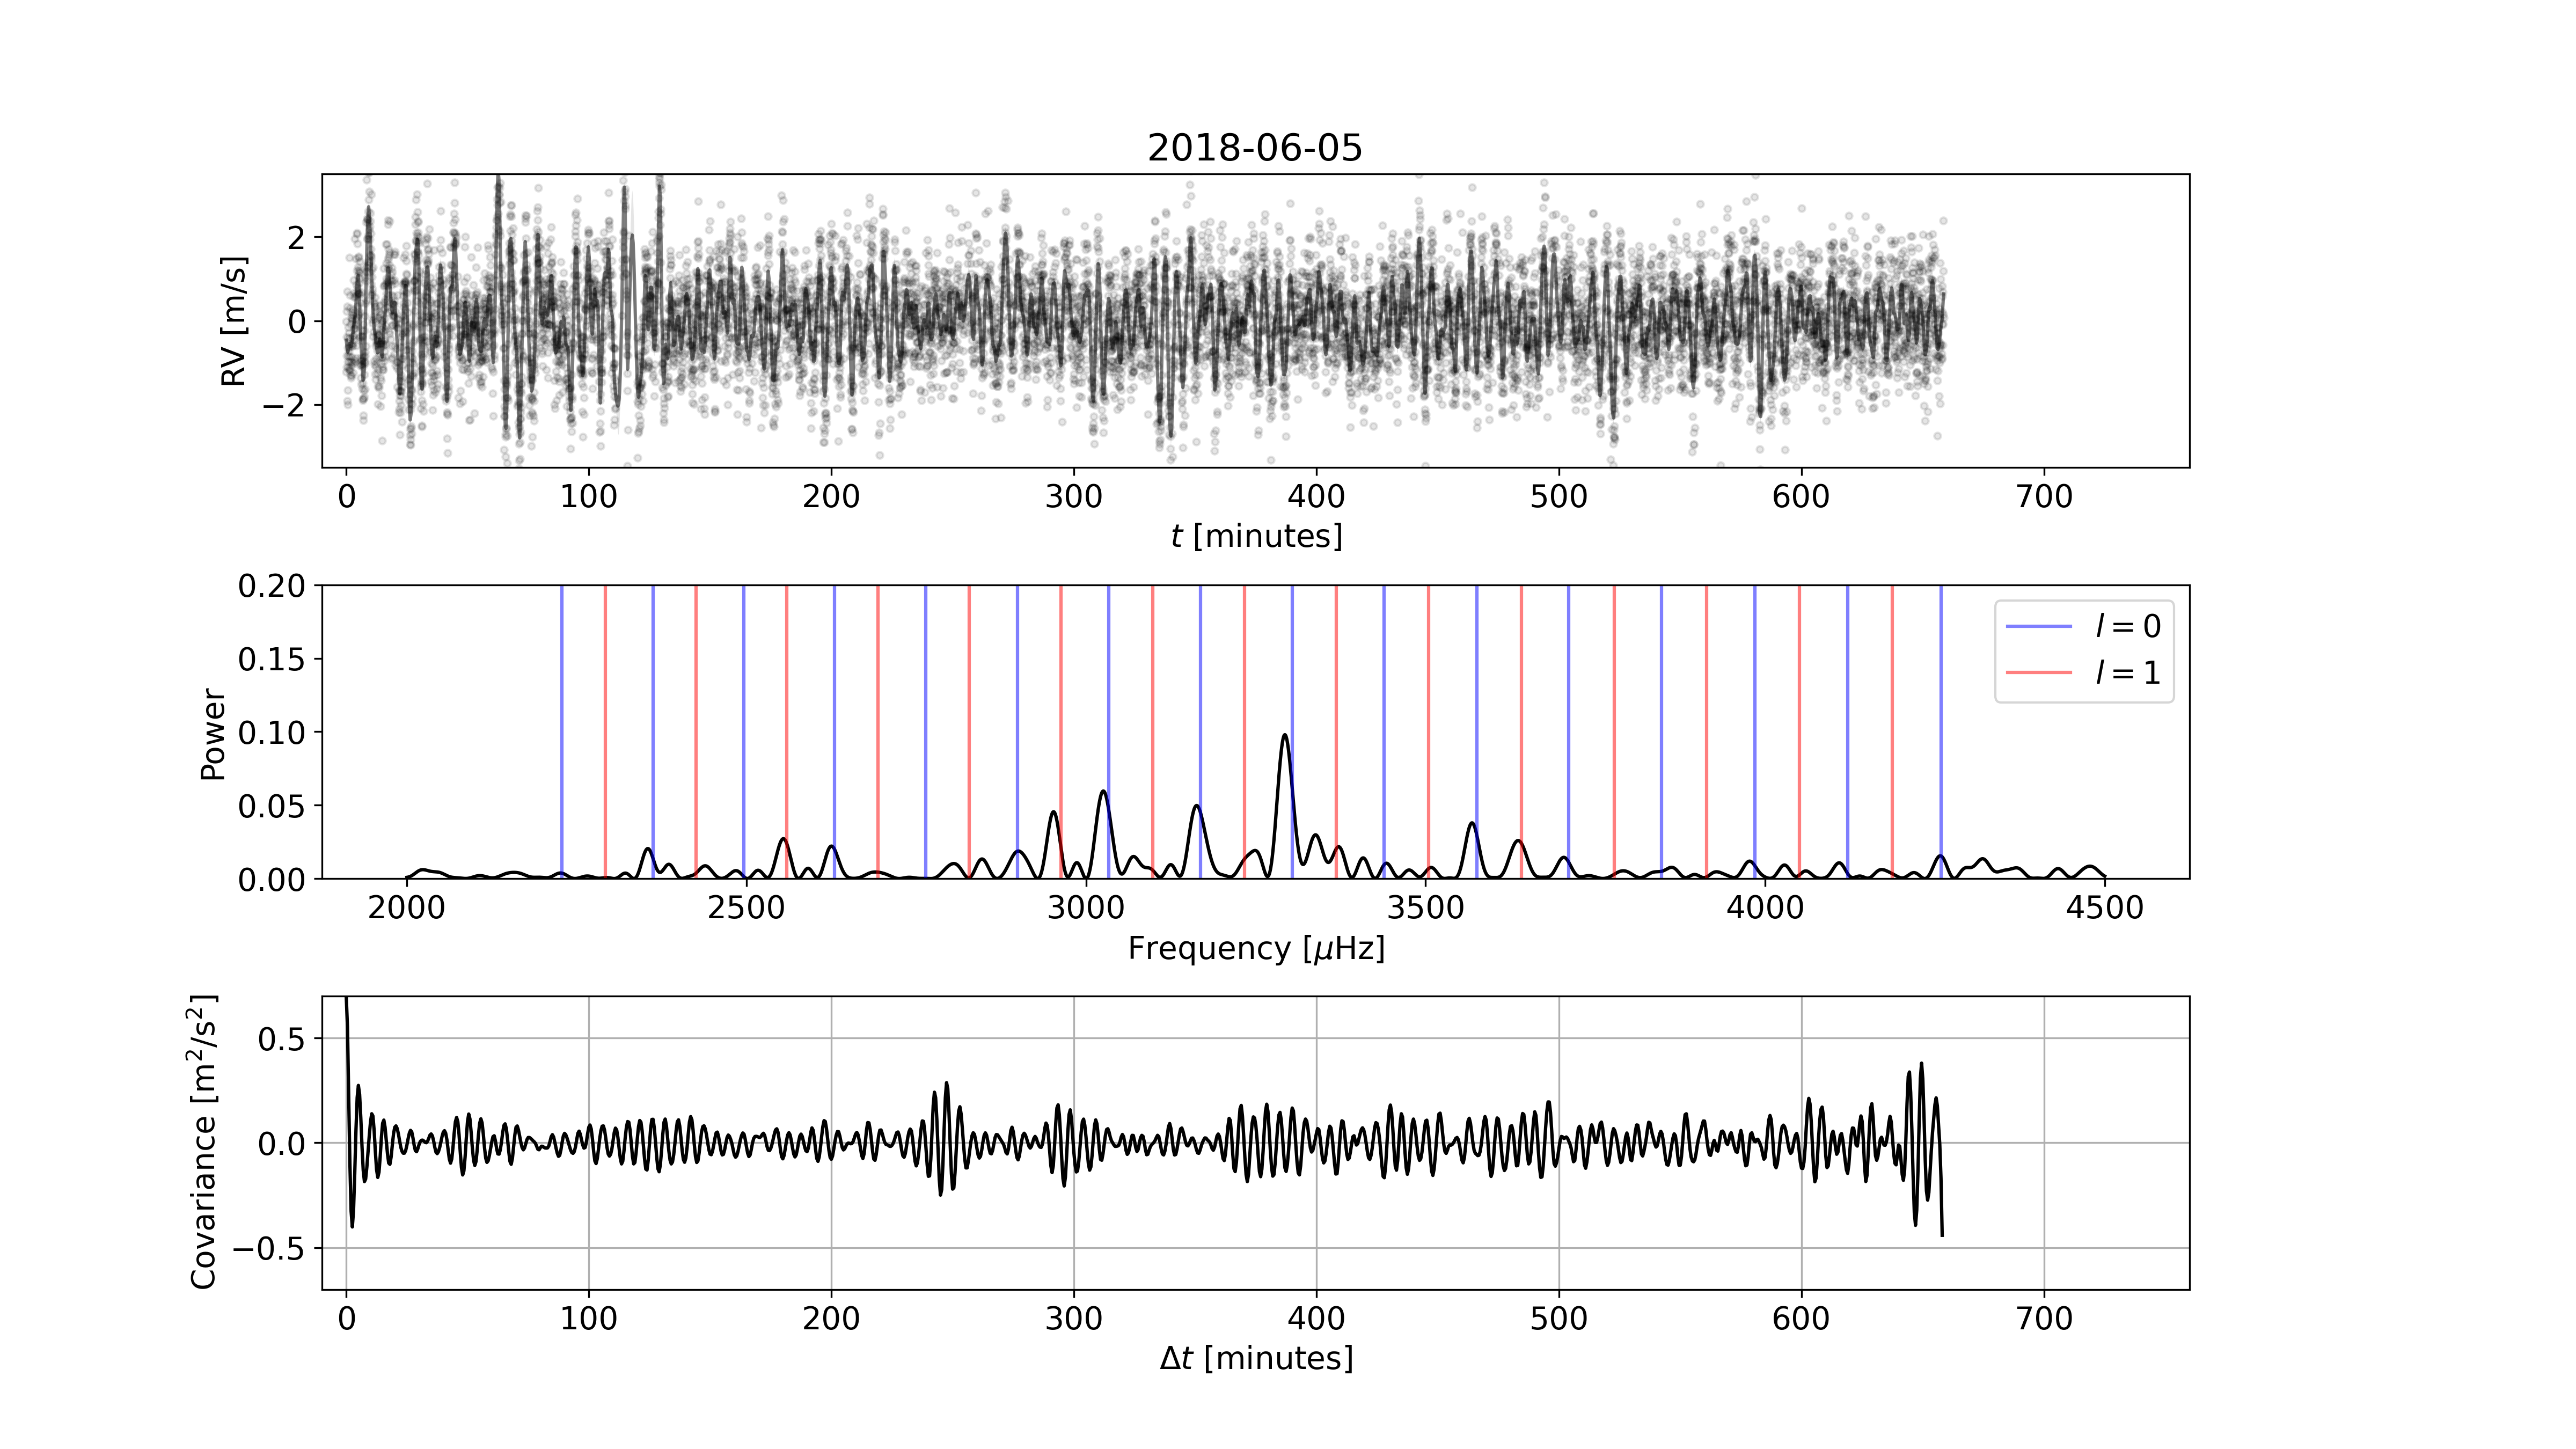 2018-06-05
RV [m/s]
2
0
−2
0 100 200 300 400 500 600 700
t [minutes]
Power
0.20
0.15
0.10
0.05
0.00
l = 0
l = 1
2000 2500 3000 3500 4000 4500
Frequency [μHz]
Covariance [m²/s²]
0.5
0.0
−0.5
0 100 200 300 400 500 600 700
Δt [minutes]